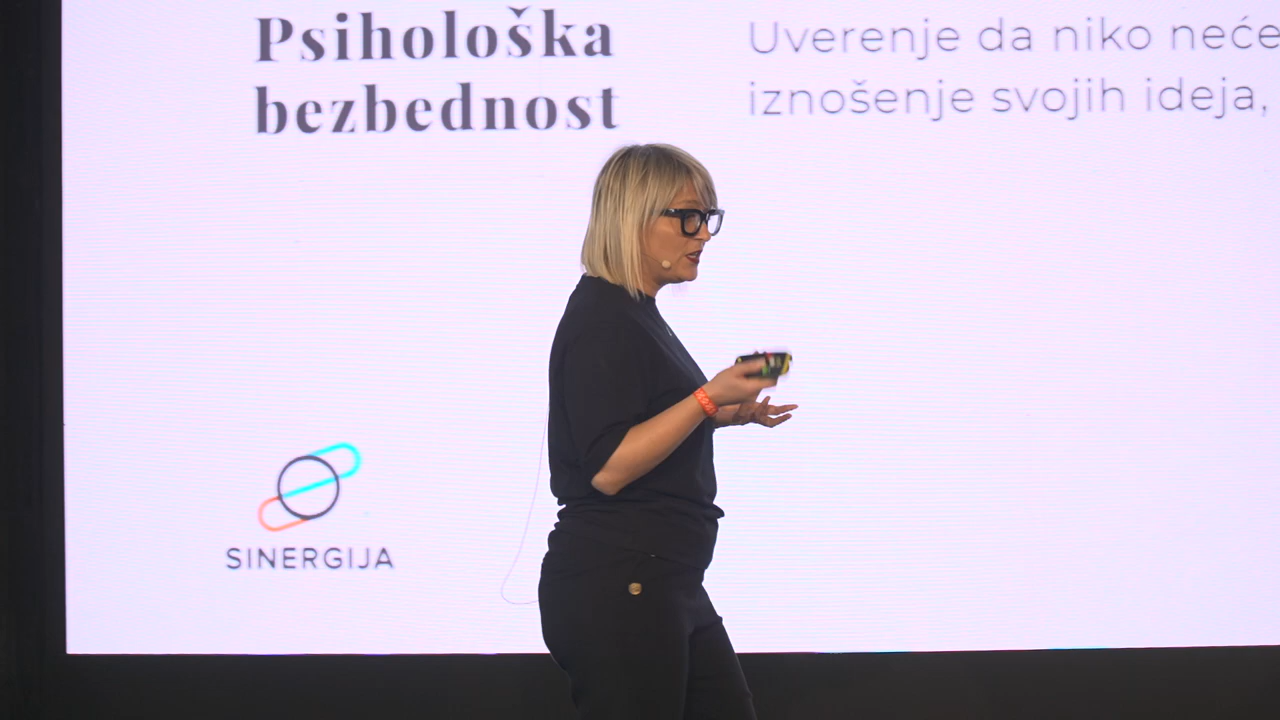 Psihološka
bezbednost
Uverenje da niko neće
iznošenje svojih ideja,
SINERGIJA